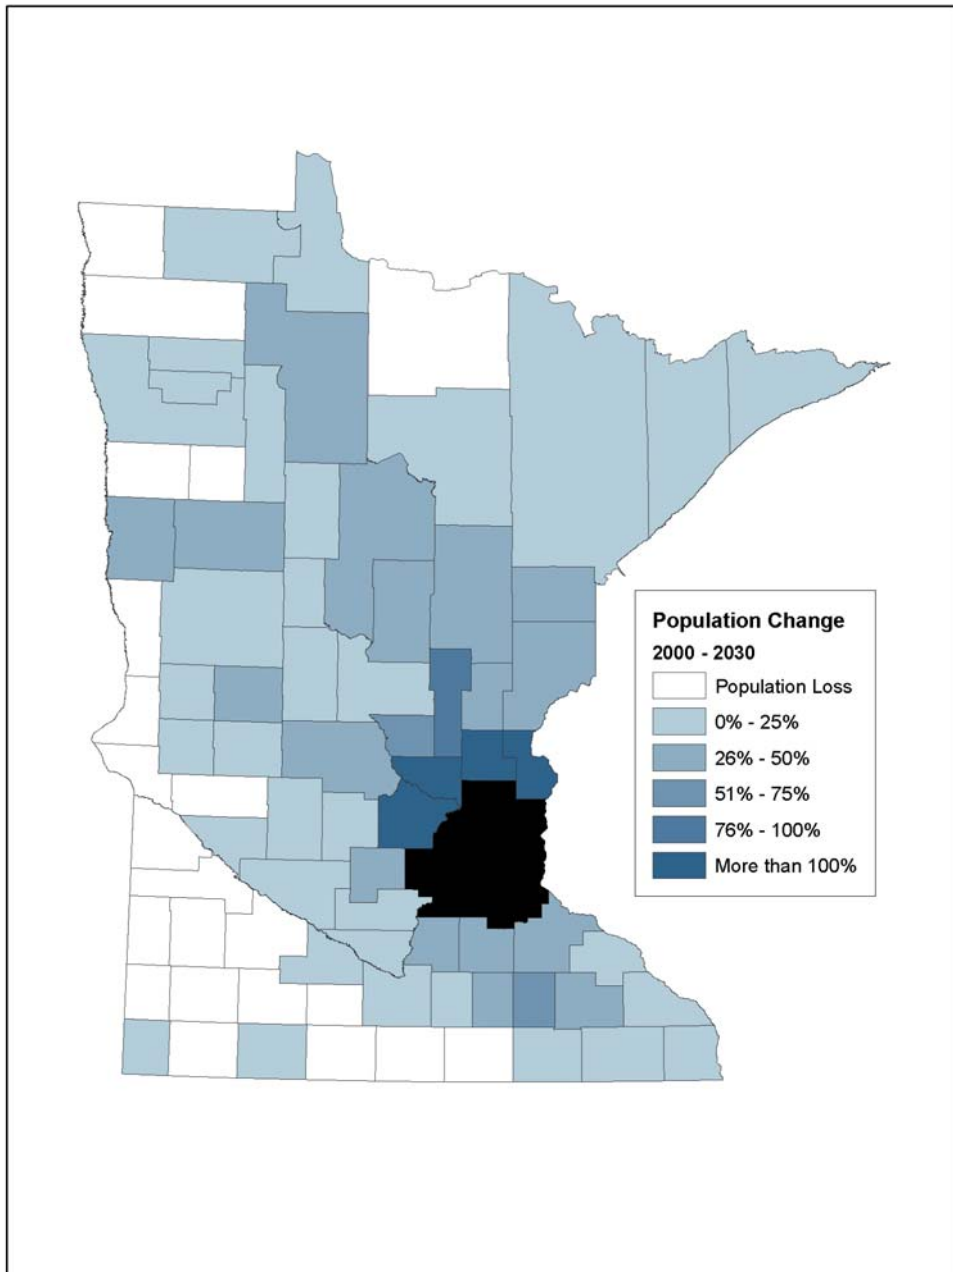 Population Change
2000 - 2030
Population Loss
0% - 25%
26% - 50%
51% - 75%
76% - 100%
More than 100%